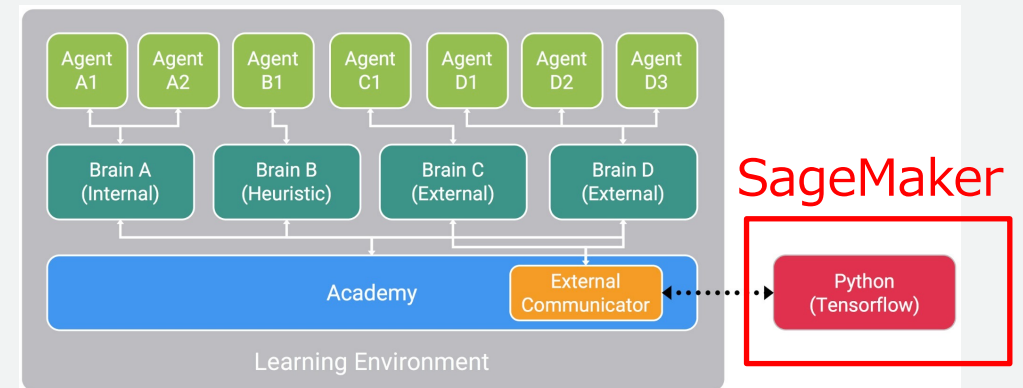 Agent
A1
Agent
A2
Agent
B1
Agent
C1
Agent
D1
Agent
D2
Agent
D3
Brain A
(Internal)
Brain B
(Heuristic)
Brain C
(External)
Brain D
(External)
SageMaker
Academy
External
Communicator
Python
(Tensorflow)
Learning Environment